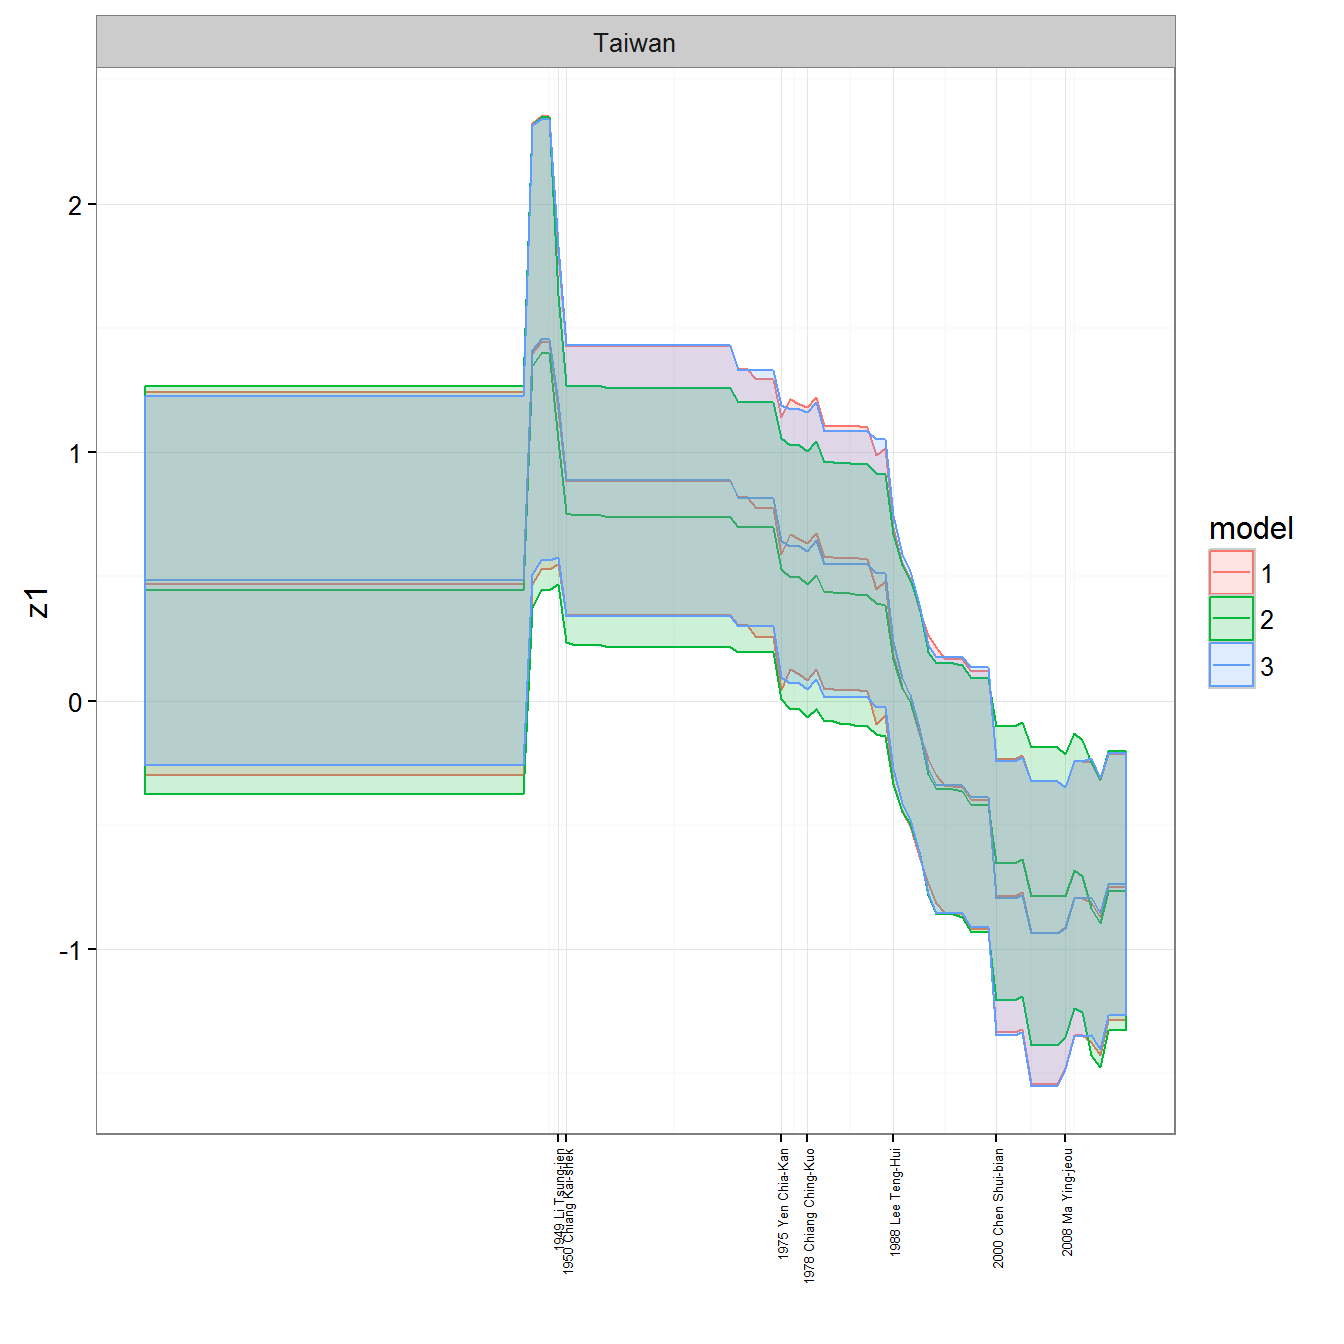 Taiwan
2
1
0
-1
z1
model
1
2
3
1949 Li Tsung-jen
1950 Chiang Kai-shek
1975 Yen Chia-Kan
1978 Chiang Ching-Kuo
1988 Lee Teng-Hui
2000 Chen Shui-bian
2008 Ma Ying-jeou